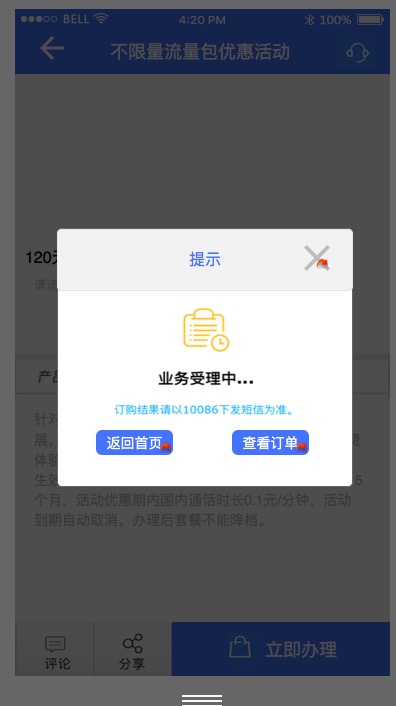 BELL 4:20 PM 100%
不限量流量包优惠活动
120元
请选
提示
业务受理中...
订购结果请以10086下发短信为准。
返回首页 查看订单
产品
针对
展，
体验
生效 5
个月，活动优惠期内国内通话时长0.1元/分钟，活动
到期自动取消。办理后套餐不能降档。
评论 分享 立即办理